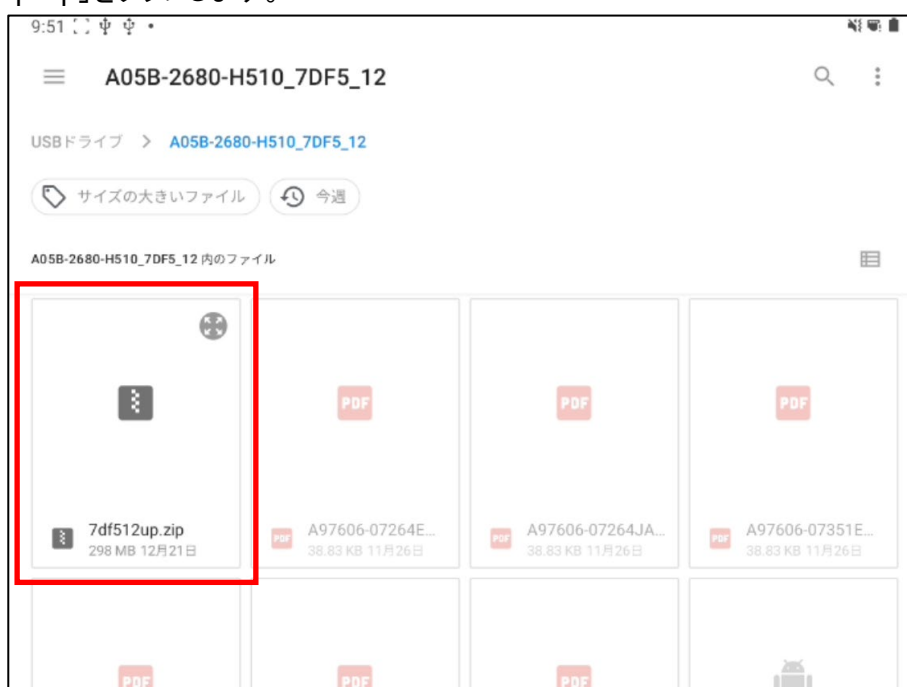 9:51
A05B-2680-H510_7DF5_12
USBドライブ > A05B-2680-H510_7DF5_12
サイズの大きいファイル 今週
A05B-2680-H510_7DF5_12 内のファイル
PDF PDF PDF
7df512up.zip
298 MB 12月21日
PDF A97606-07264E...
38.83 KB 11月26日
PDF A97606-07264JA...
38.83 KB 11月26日
PDF A97606-07351E...
38.83 KB 11月26日
PDF PDF PDF